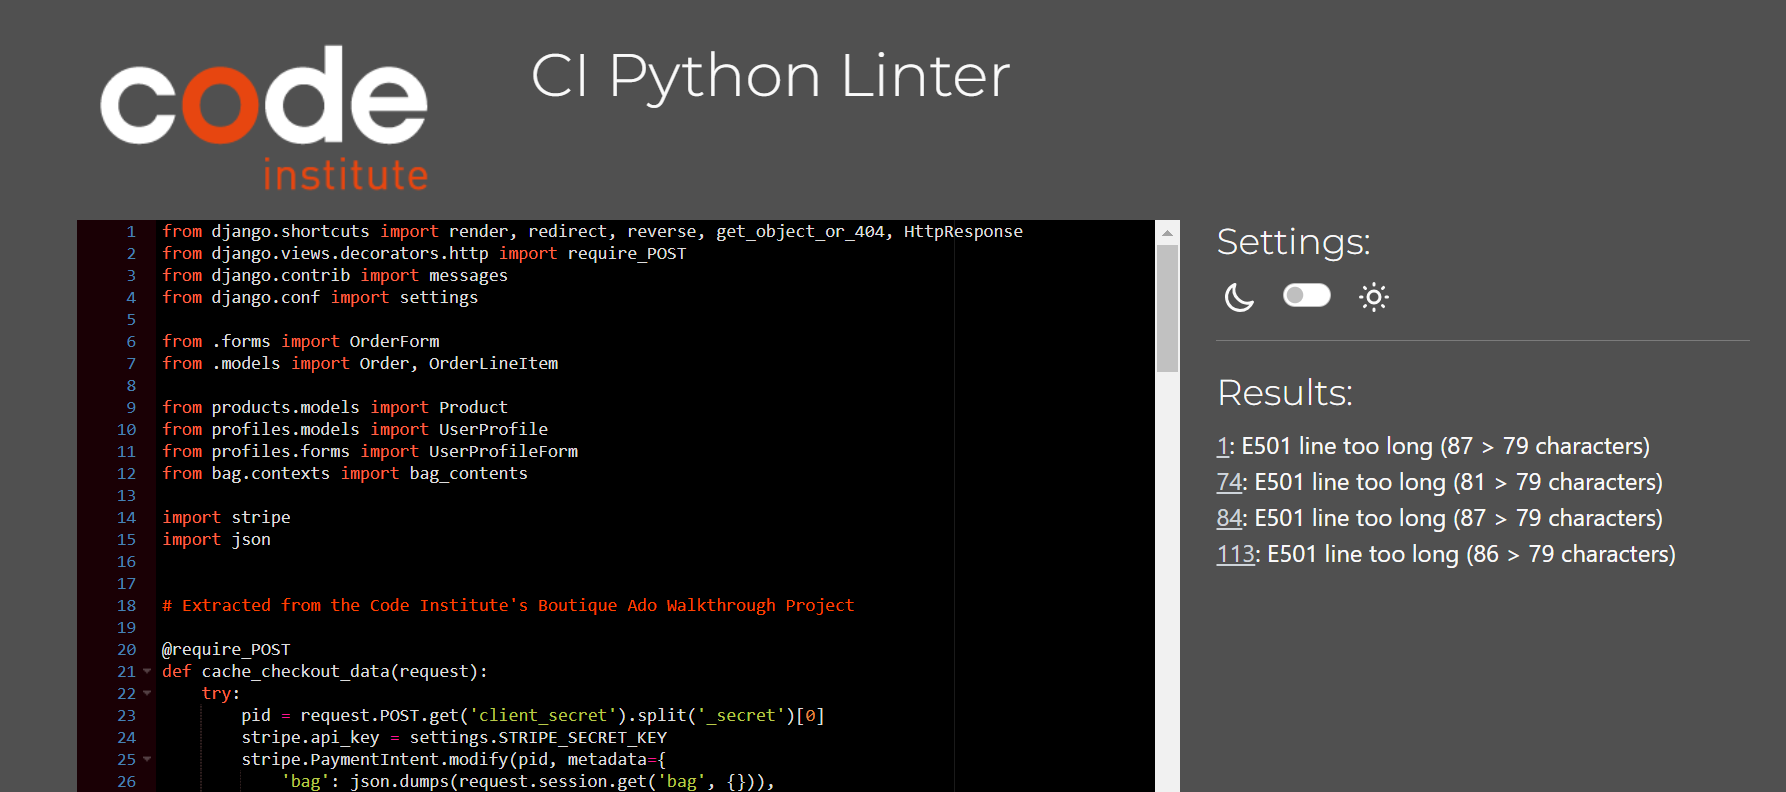 code
institute
CI Python Linter
1 from django.shortcuts import render, redirect, reverse, get_object_or_404, HttpResponse
2 from django.views.decorators.http import require_POST
3 from django.contrib import messages
4 from django.conf import settings
5
6 from .forms import OrderForm
7 from .models import Order, OrderLineItem
8
9 from products.models import Product
10 from profiles.models import UserProfile
11 from profiles.forms import UserProfileForm
12 from bag.contexts import bag_contents
13
14 import stripe
15 import json
16
17
18 # Extracted from the Code Institute's Boutique Ado Walkthrough Project
19
20 @require_POST
21 def cache_checkout_data(request):
22 try:
23 pid = request.POST.get('client_secret').split('_secret')[0]
24 stripe.api_key = settings.STRIPE_SECRET_KEY
25 stripe.PaymentIntent.modify(pid, metadata={
26 'bag': json.dumps(request.session.get('bag', {})),
Settings:
Results:
1: E501 line too long (87 > 79 characters)
74: E501 line too long (81 > 79 characters)
84: E501 line too long (87 > 79 characters)
113: E501 line too long (86 > 79 characters)